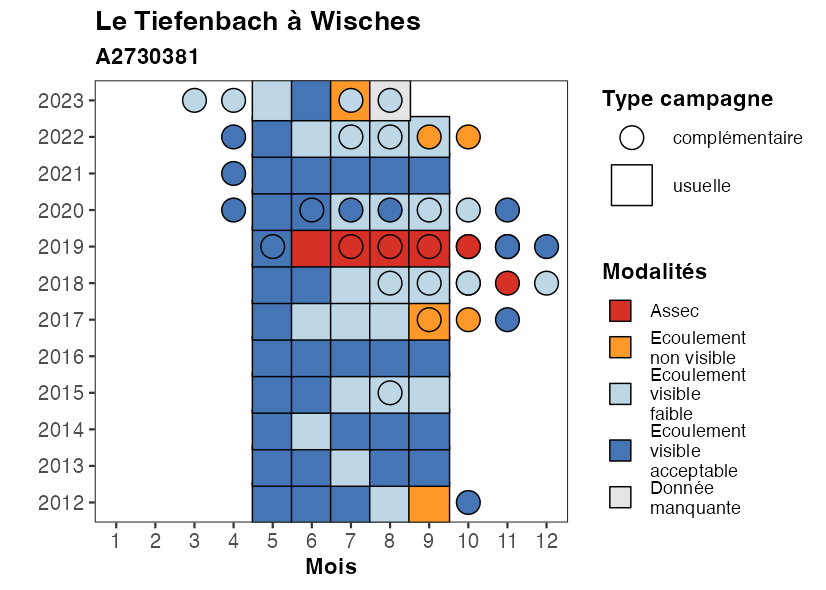 Le Tiefenbach à Wisches
A2730381
2023
2022
2021
2020
2019
2018
2017
2016
2015
2014
2013
2012
1 2 3 4 5 6 7 8 9 10 11 12
Mois
Type campagne
complémentaire
usuelle
Modalités
Assec
Ecoulement
non visible
Ecoulement
visible
faible
Ecoulement
visible
acceptable
Donnée
manquante